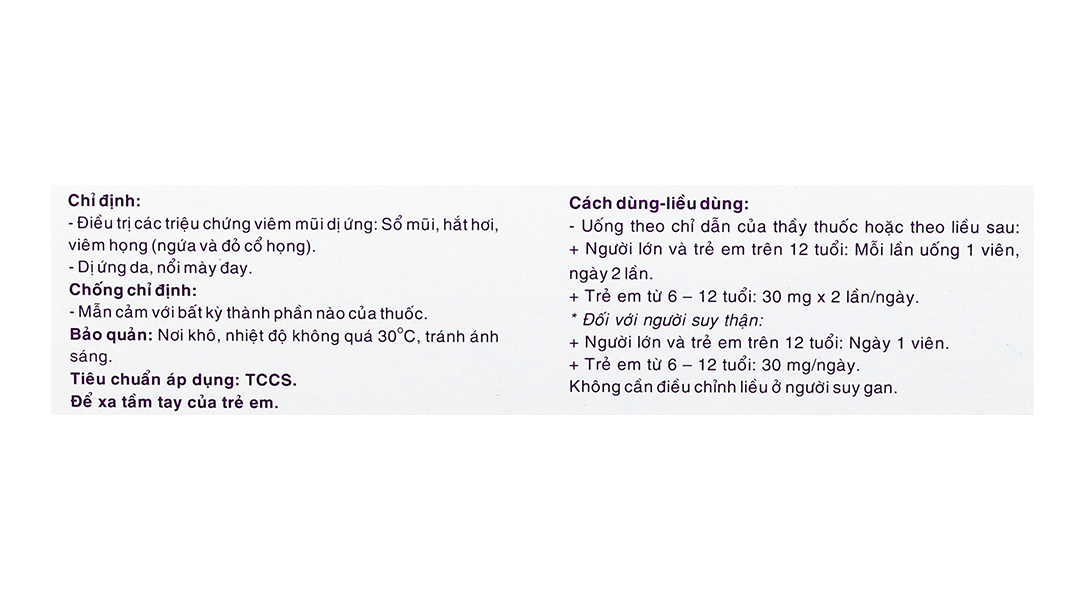 Chỉ định:
- Điều trị các triệu chứng viêm mũi dị ứng: Sổ mũi, hắt hơi,
viêm họng (ngứa và đỏ cổ họng).
- Dị ứng da, nổi mày đay.
Chống chỉ định:
- Mẫn cảm với bất kỳ thành phần nào của thuốc.
Bảo quản: Nơi khô, nhiệt độ không quá 30°C, tránh ánh
sáng.
Tiêu chuẩn áp dụng: TCCS.
Để xa tầm tay của trẻ em.
Cách dùng-liều dùng:
- Uống theo chỉ dẫn của thầy thuốc hoặc theo liều sau:
+ Người lớn và trẻ em trên 12 tuổi: Mỗi lần uống 1 viên,
ngày 2 lần.
+ Trẻ em từ 6 – 12 tuổi: 30 mg x 2 lần/ngày.
* Đối với người suy thận:
+ Người lớn và trẻ em trên 12 tuổi: Ngày 1 viên.
+ Trẻ em từ 6 – 12 tuổi: 30 mg/ngày.
Không cần điều chỉnh liều ở người suy gan.